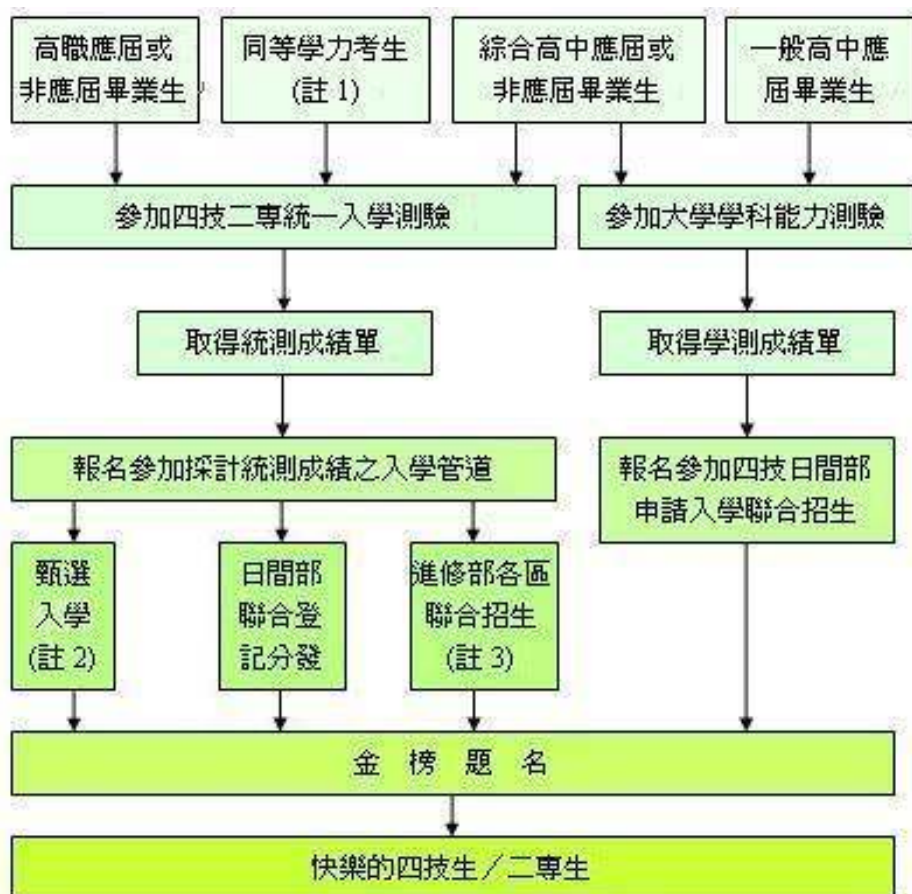 高職應屆或
非應屆畢業生
同等學力考生
(註 1)
綜合高中應屆或
非應屆畢業生
一般高中應
屆畢業生
參加四技二專統一入學測驗
參加大學學科能力測驗
取得統測成績單
取得學測成績單
報名參加採計統測成績之入學管道
報名參加四技日間部
申請入學聯合招生
甄選
入學
(註 2)
日間部
聯合登
記分發
進修部各區
聯合招生
(註 3)
金 榜 題 名
快樂的四技生／二專生